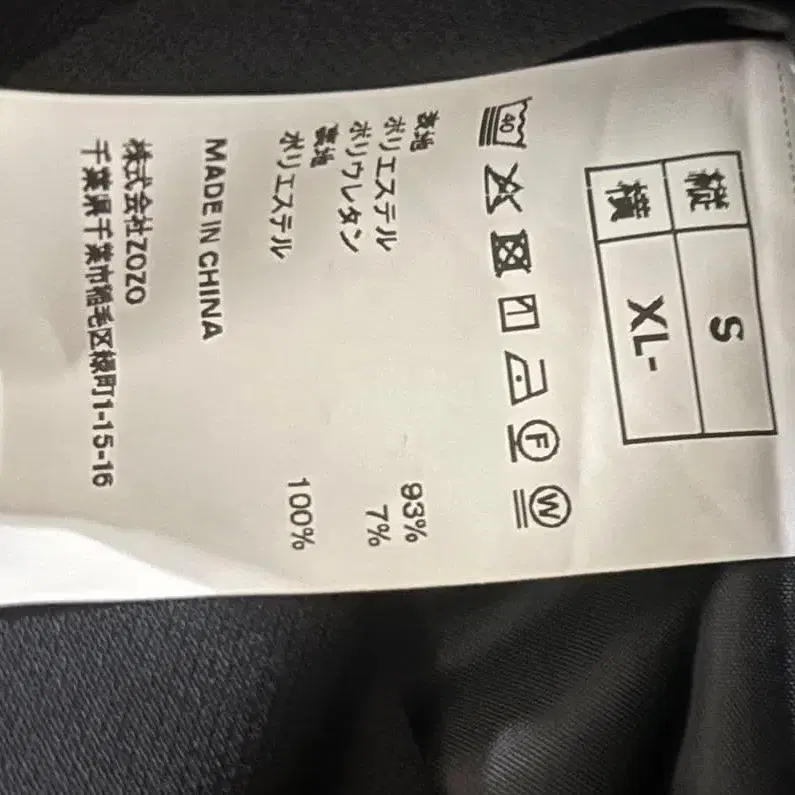 縦 S
横 XL-
40
F
W
表地
ポリエステル 93%
ポリウレタン 7%
裏地
ポリエステル 100%
MADE IN CHINA
株式会社ZOZO
千葉県千葉市稲毛区緑町1-15-16